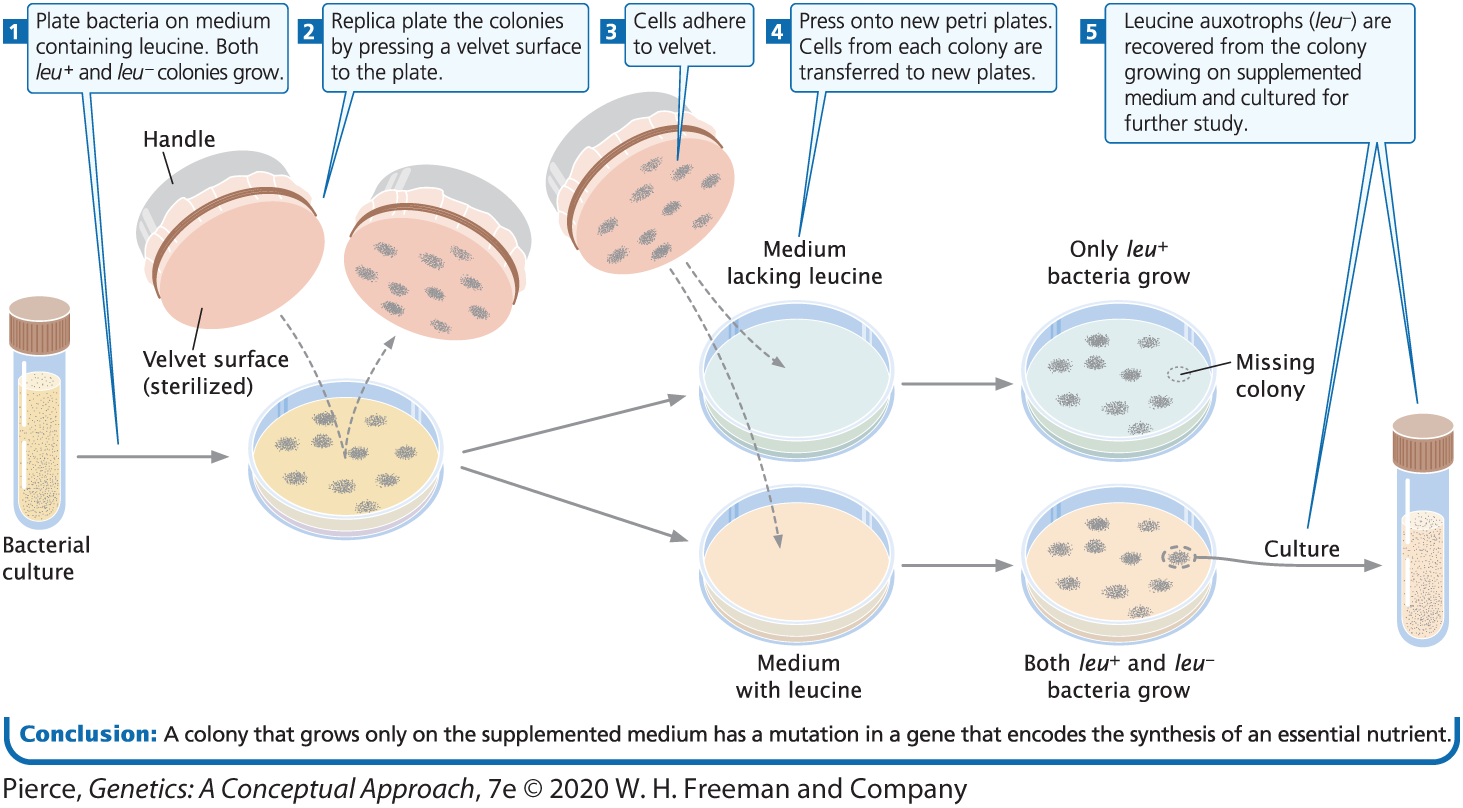 1 Plate bacteria on medium
containing leucine. Both
leu+ and leu– colonies grow.
2 Replica plate the colonies
by pressing a velvet surface
to the plate.
3 Cells adhere
to velvet.
4 Press onto new petri plates.
Cells from each colony are
transferred to new plates.
5 Leucine auxotrophs (leu–) are
recovered from the colony
growing on supplemented
medium and cultured for
further study.
Handle
Velvet surface
(sterilized)
Bacterial
culture
Medium
lacking leucine
Only leu+
bacteria grow
Missing
colony
Medium
with leucine
Both leu+ and leu–
bacteria grow
Culture
Conclusion: A colony that grows only on the supplemented medium has a mutation in a gene that encodes the synthesis of an essential nutrient.
Pierce, Genetics: A Conceptual Approach, 7e © 2020 W. H. Freeman and Company